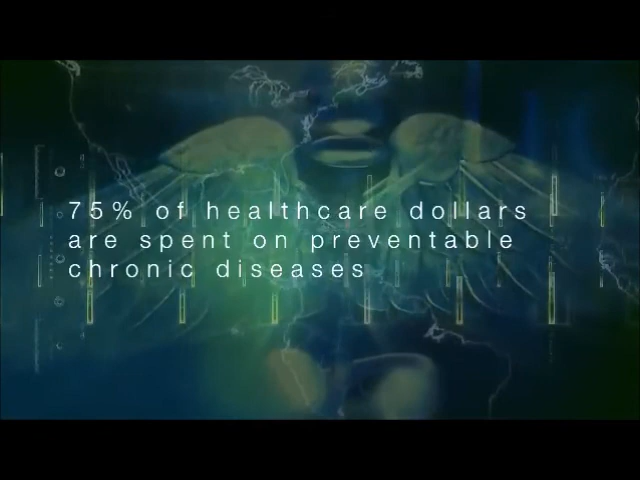 75% of healthcare dollars
are spent on preventable
chronic diseases